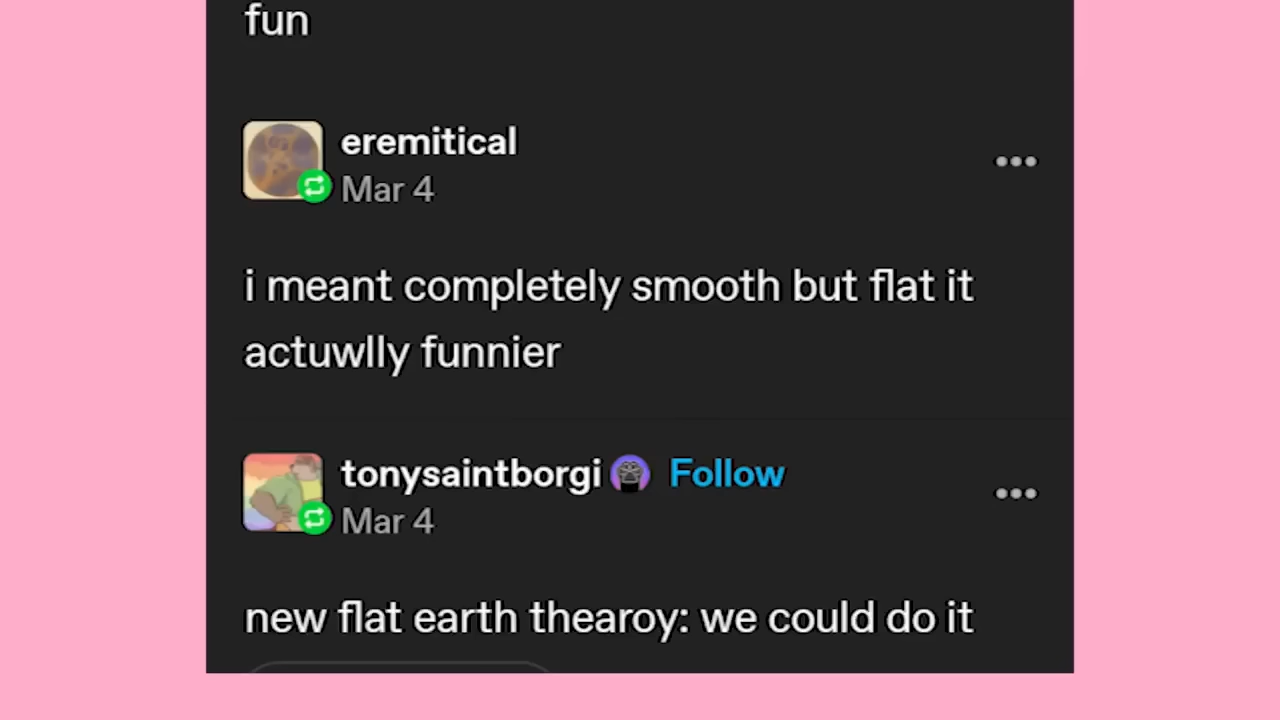 fun
eremitical
Mar 4
i meant completely smooth but flat it
actuwlly funnier
tonysaintborgi Follow
Mar 4
new flat earth thearoy: we could do it